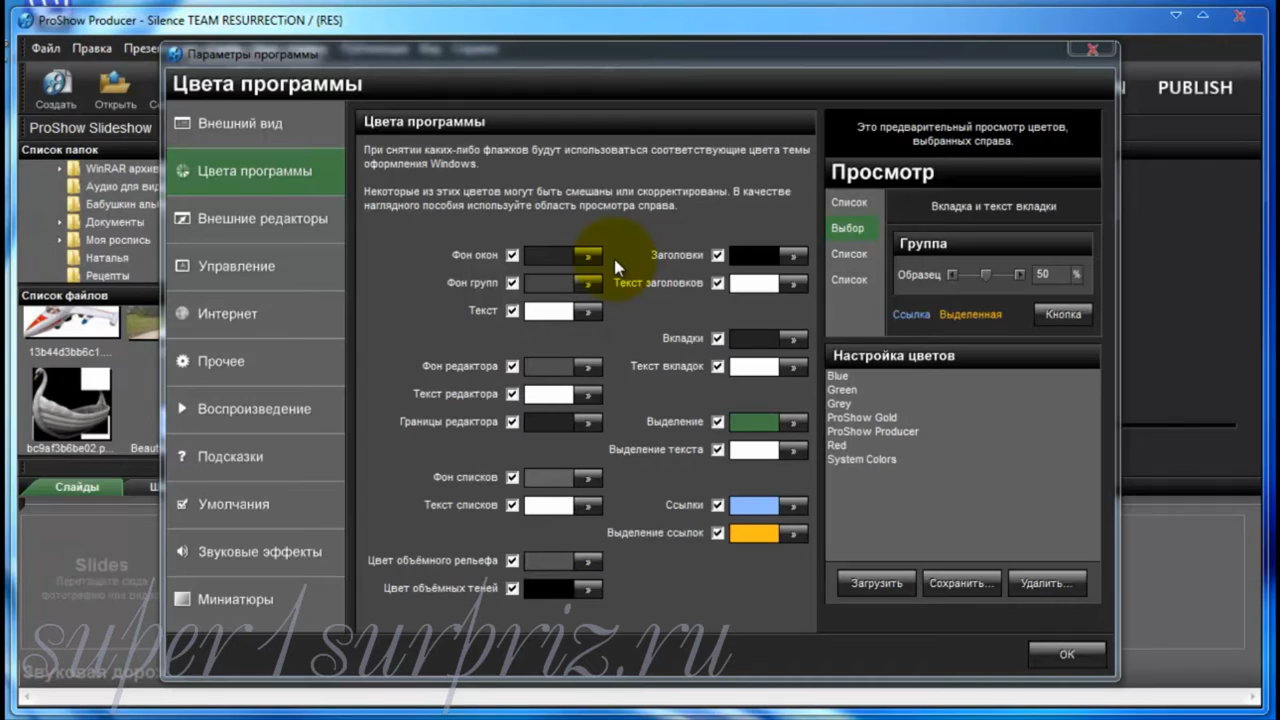 ProShow Producer - Silence TEAM RESURRECTiON / {RES}
Файл Правка Презе
Параметры программы
Создать
Открыть
PUBLISH
ProShow Slideshow
Список папок
WinRAR архив
Аудио для вид
Бабушкин аль
Документы
Моя роспись
Наталья
Рецепты
Список файлов
13b44d3bb6c1....
bc9af3b6be02.p...
Beaut
Слайды
Slides
Перетащите сюда
Звуковая дорож
Цвета программы
Внешний вид
Цвета программы
Внешние редакторы
Управление
Интернет
Прочее
Воспроизведение
Подсказки
Умолчания
Звуковые эффекты
Миниатюры
Цвета программы
При снятии каких-либо флажков будут использоваться соответствующие цвета темы
оформления Windows.
Некоторые из этих цветов могут быть смешаны или скорректированы. В качестве
наглядного пособия используйте область просмотра справа.
Фон окон
Заголовки
Фон групп
Текст заголовков
Текст
Вкладки
Фон редактора
Текст вкладок
Текст редактора
Границы редактора
Выделение
Выделение текста
Фон списков
Текст списков
Ссылки
Выделение ссылок
Цвет объёмного рельефа
Цвет объёмных теней
Это предварительный просмотр цветов,
выбранных справа.
Просмотр
Список
Выбор
Список
Список
Вкладка и текст вкладки
Группа
Образец
50
%
Ссылка
Выделенная
Кнопка
Настройка цветов
Blue
Green
Grey
ProShow Gold
ProShow Producer
Red
System Colors
Загрузить
Сохранить...
Удалить...
OK
super1surpriz.ru